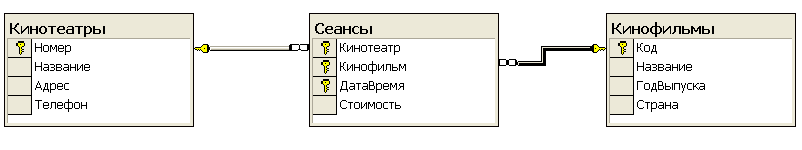 Кинотеатры
Номер
Название
Адрес
Телефон
Сеансы
Кинотеатр
Кинофильм
ДатаВремя
Стоимость
Кинофильмы
Код
Название
ГодВыпуска
Страна